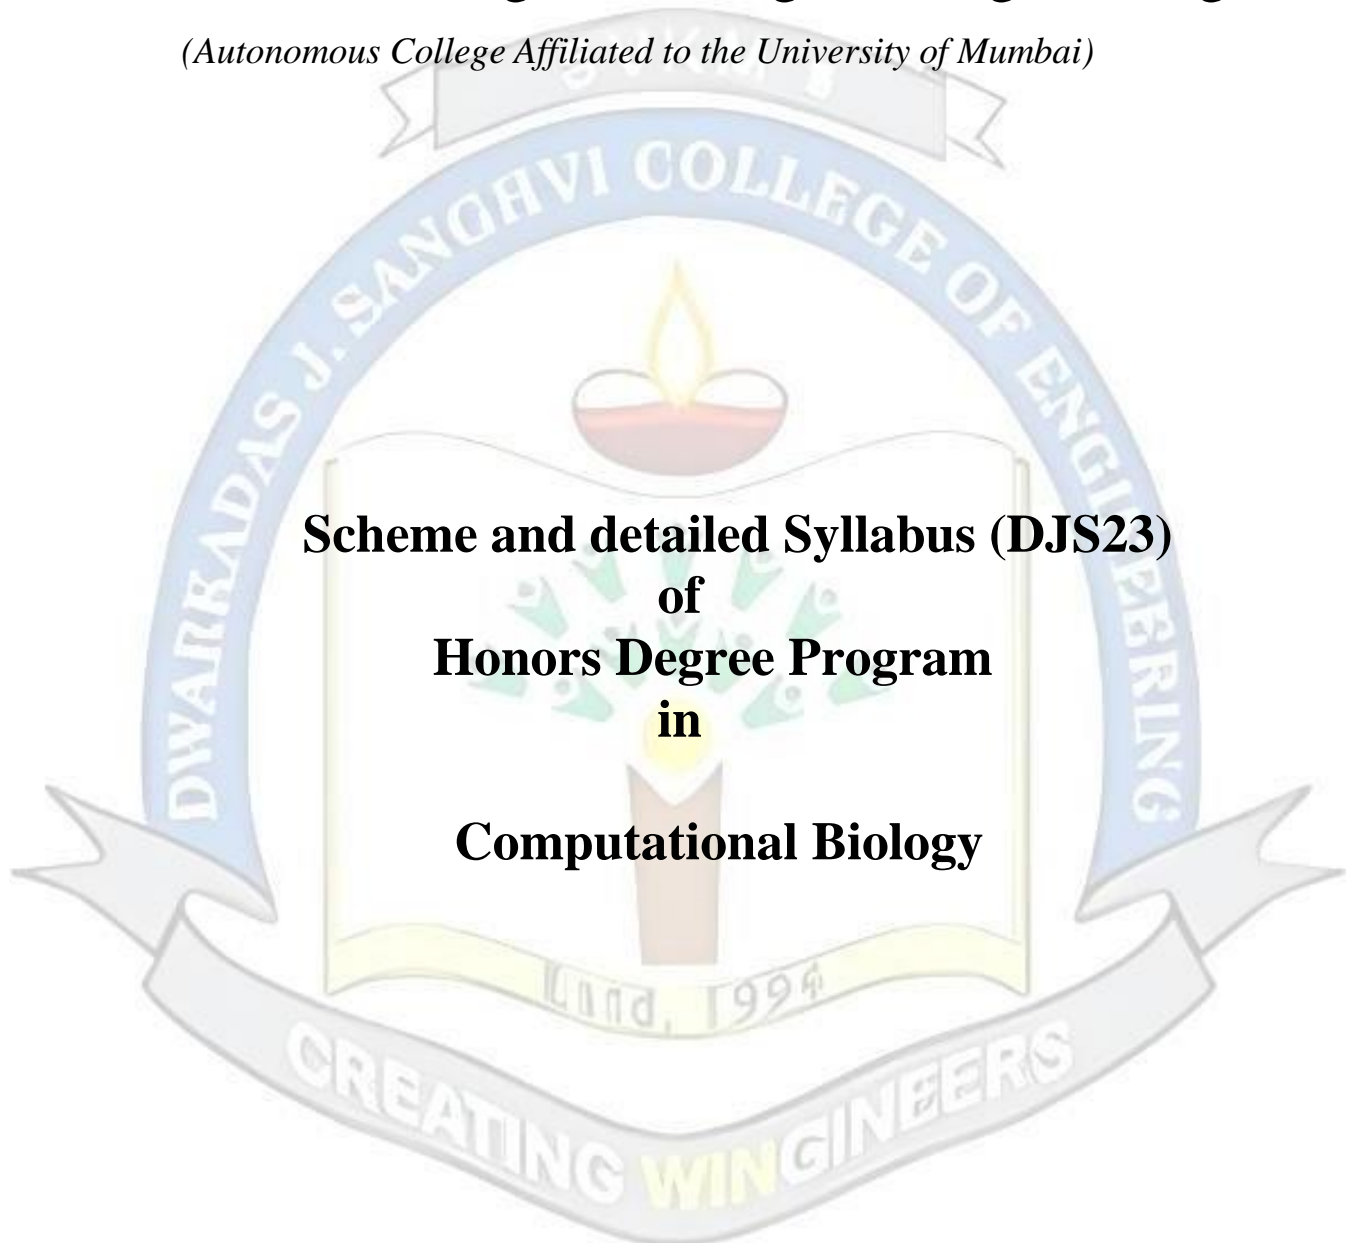 (Autonomous College Affiliated to the University of Mumbai)
S V K M'S
DWARKADAS J. SANGHVI COLLEGE OF ENGINEERING
Scheme and detailed Syllabus (DJS23)
of
Honors Degree Program
in
Computational Biology
1994
CREATING WINGINEERS